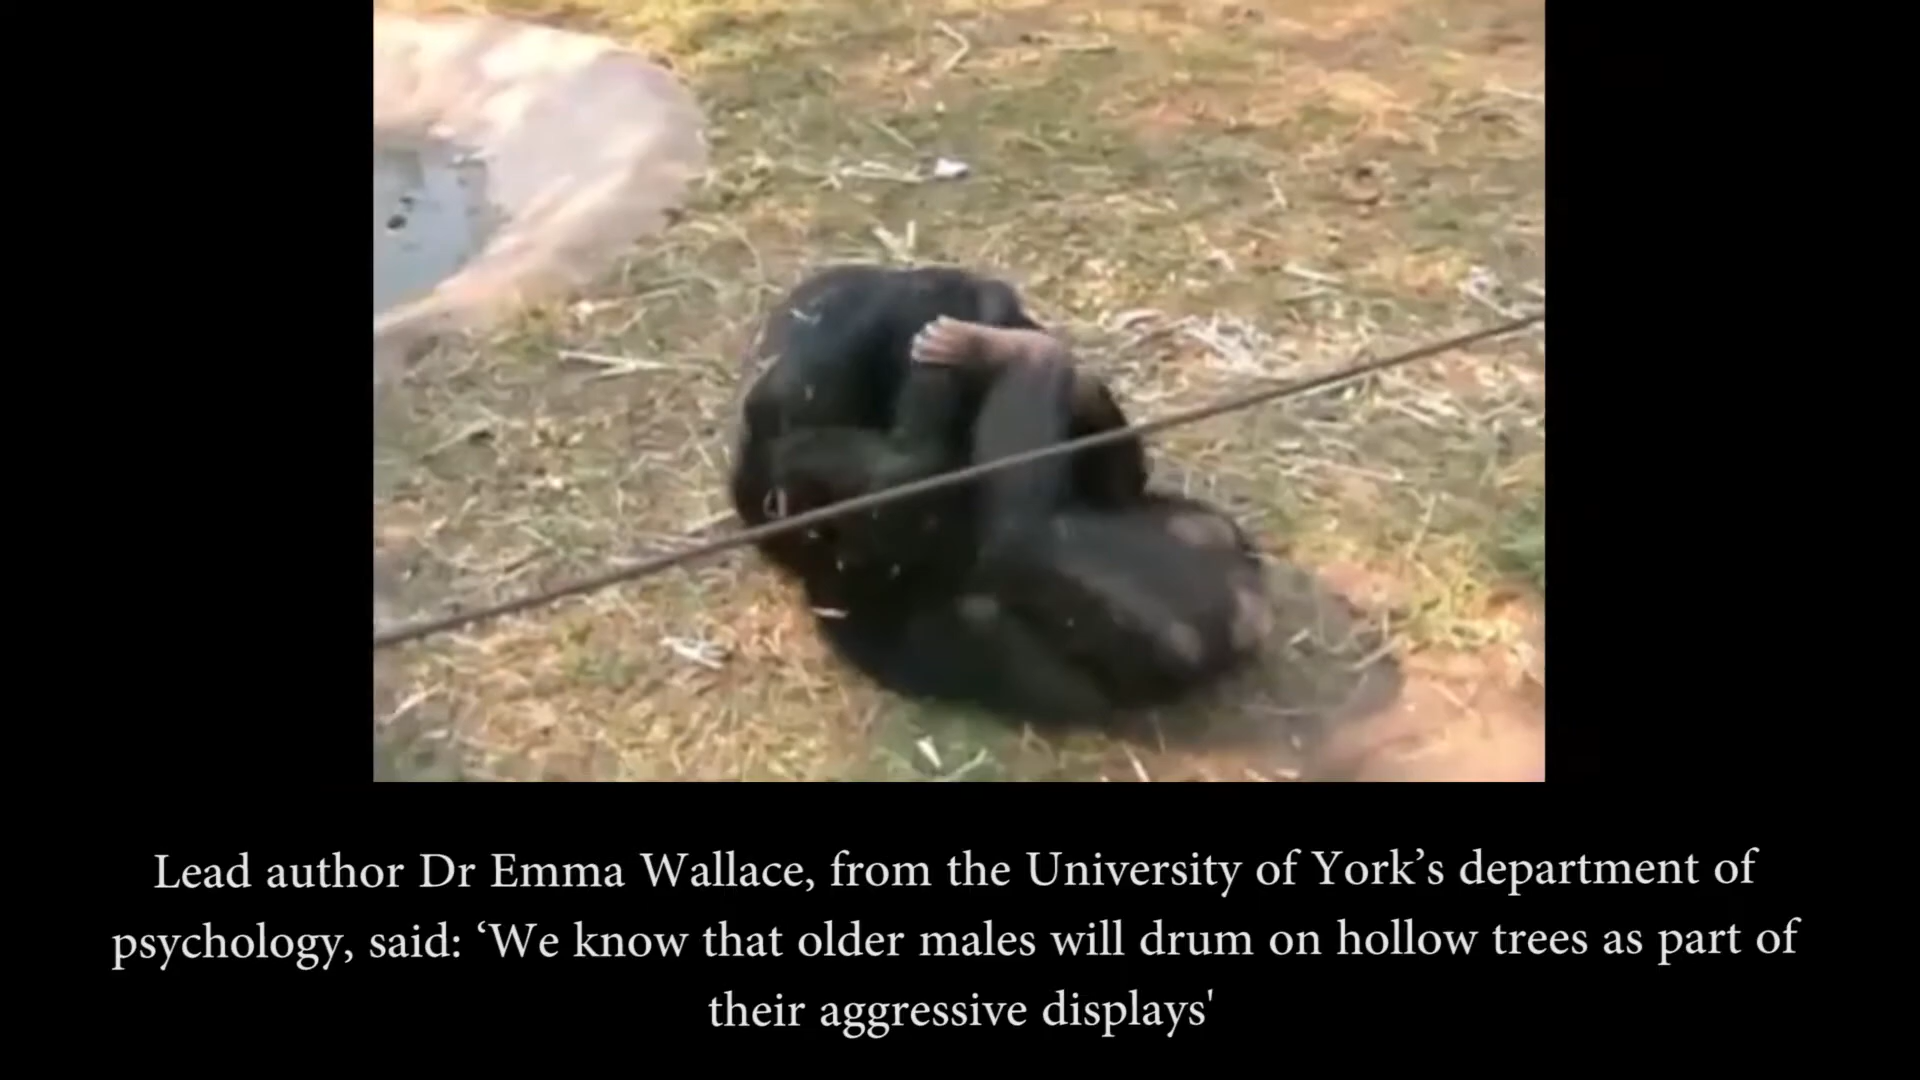 Lead author Dr Emma Wallace, from the University of York’s department of
psychology, said: ‘We know that older males will drum on hollow trees as part of
their aggressive displays'